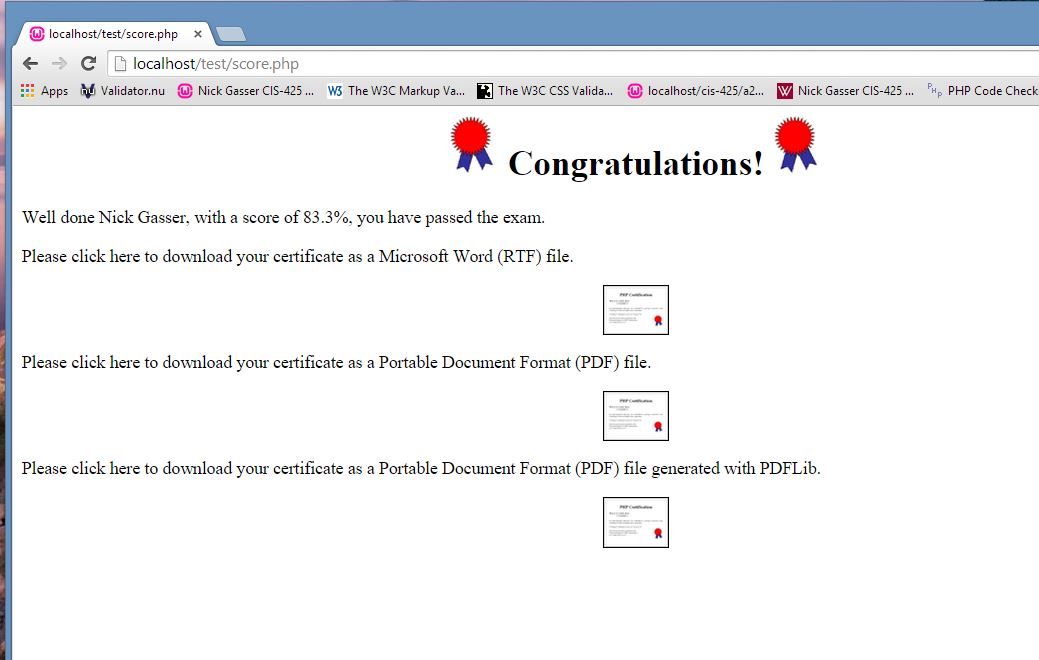 localhost/test/score.php
localhost/test/score.php
Apps Validator.nu Nick Gasser CIS-425 ... The W3C Markup Va... The W3C CSS Valida... localhost/cis-425/a2... Nick Gasser CIS-425 ... PHP Code Check
Congratulations!
Well done Nick Gasser, with a score of 83.3%, you have passed the exam.
Please click here to download your certificate as a Microsoft Word (RTF) file.
PHP Certification
Please click here to download your certificate as a Portable Document Format (PDF) file.
PHP Certification
Please click here to download your certificate as a Portable Document Format (PDF) file generated with PDFLib.
PHP Certification